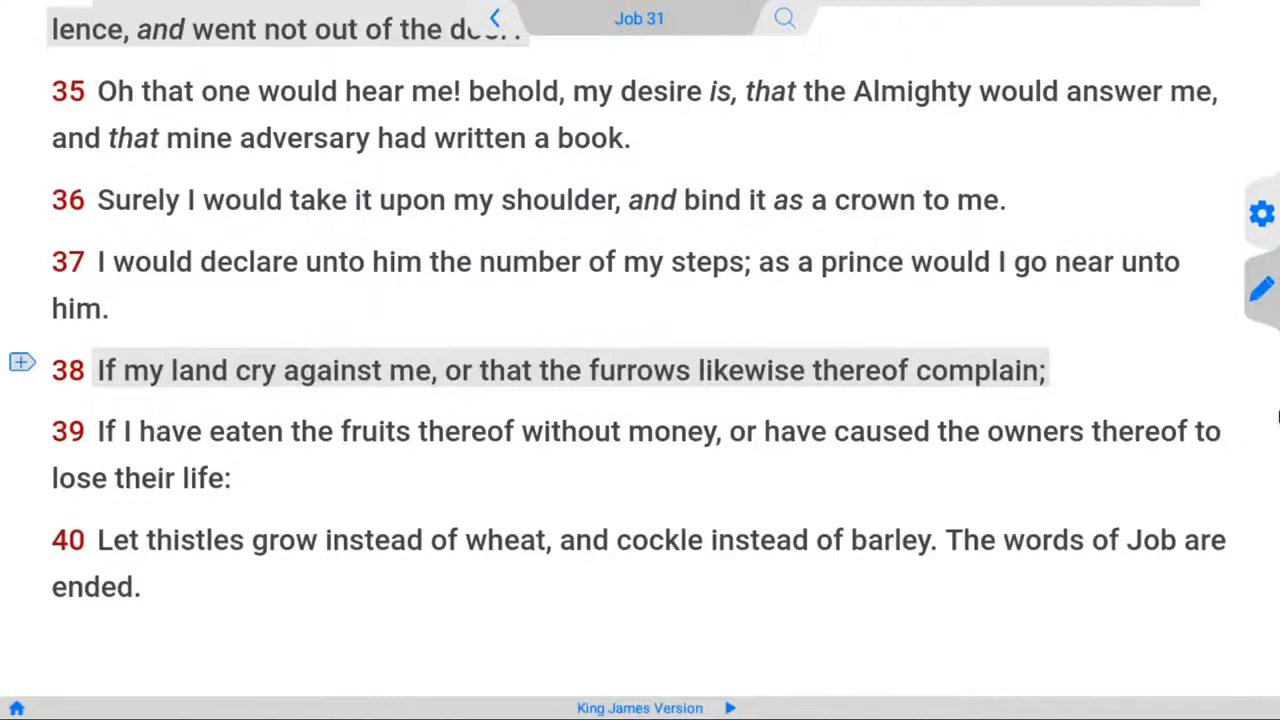 Job 31
lence, and went not out of the
35 Oh that one would hear me! behold, my desire is, that the Almighty would answer me,
and that mine adversary had written a book.
36 Surely I would take it upon my shoulder, and bind it as a crown to me.
37 I would declare unto him the number of my steps; as a prince would I go near unto
him.
38 If my land cry against me, or that the furrows likewise thereof complain;
39 If I have eaten the fruits thereof without money, or have caused the owners thereof to
lose their life:
40 Let thistles grow instead of wheat, and cockle instead of barley. The words of Job are
ended.
King James Version